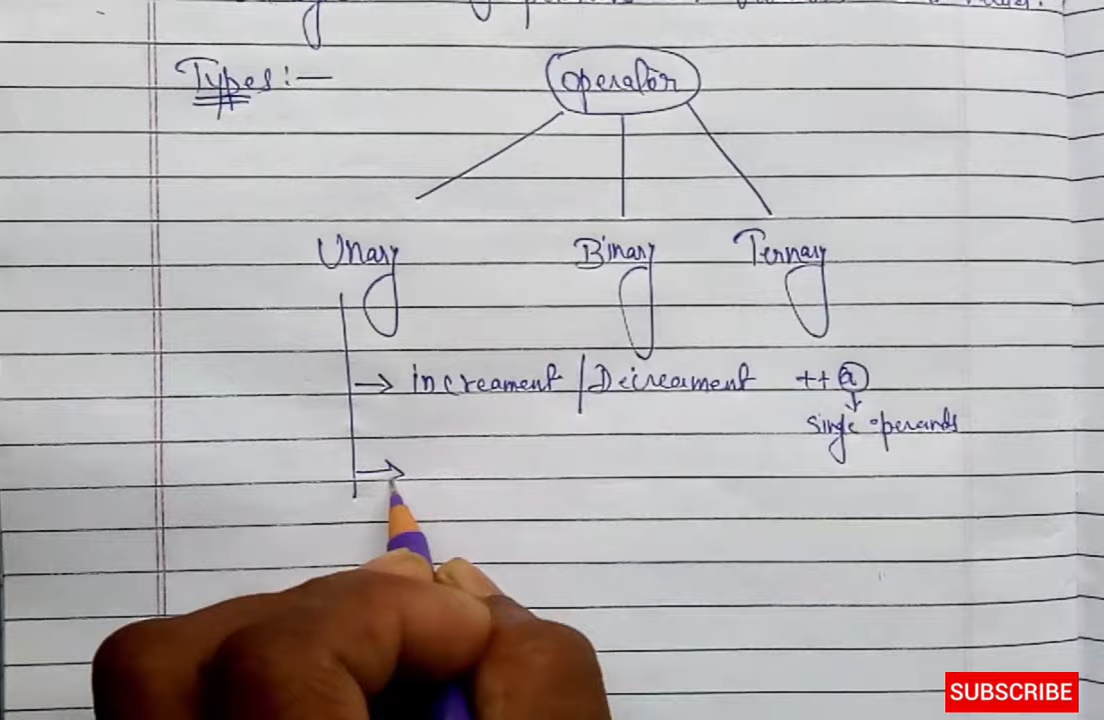 Types :-
operator
Unary Binary Ternary
→ increament / Decreament ++ a
single operands
→
SUBSCRIBE